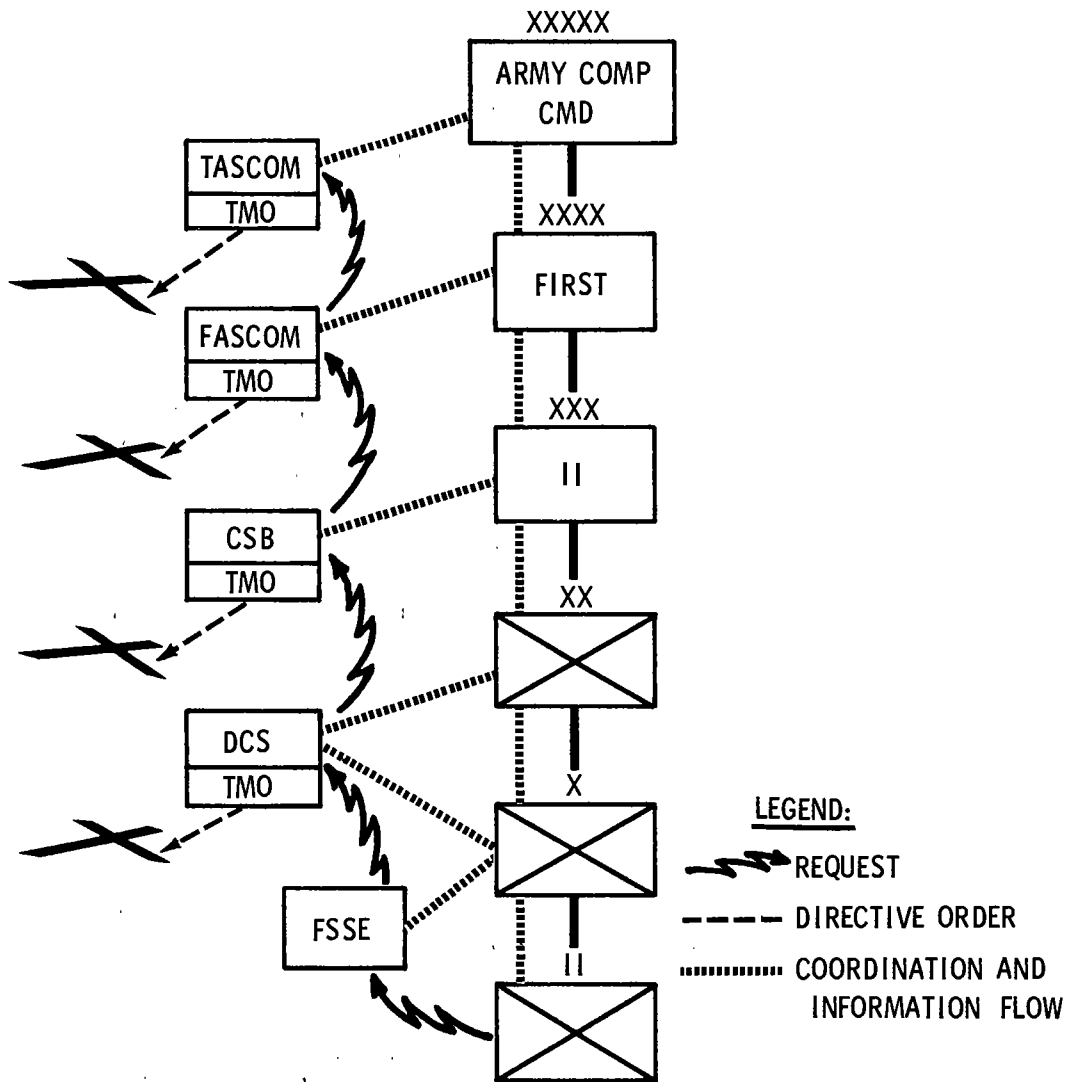 XXXXX
ARMY COMP
CMD
TASCOM
TMO
XXXX
FIRST
FASCOM
TMO
XXX
II
CSB
TMO
XX
DCS
TMO
X
LEGEND:
REQUEST
FSSE
DIRECTIVE ORDER
II
COORDINATION AND
INFORMATION FLOW